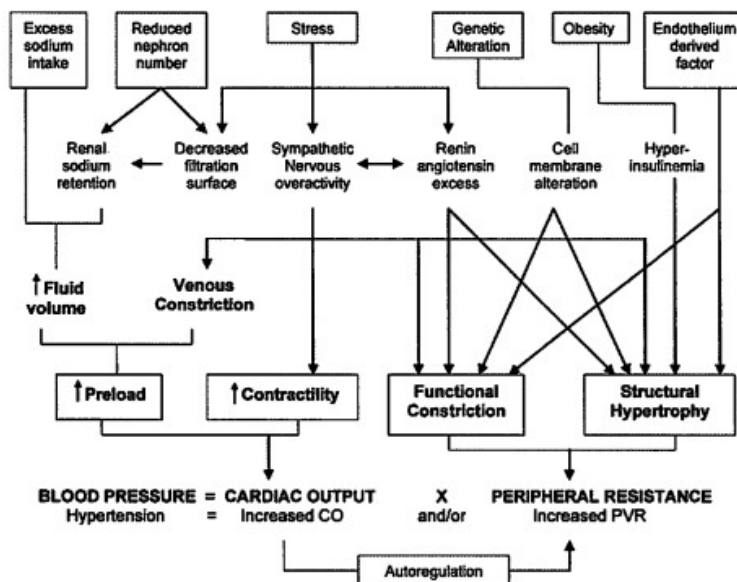 Excess
sodium
intake
Reduced
nephron
number
Stress
Genetic
Alteration
Obesity
Endothelium
derived
factor
Renal
sodium
retention
Decreased
filtration
surface
Sympathetic
Nervous
overactivity
Renin
angiotensin
excess
Cell
membrane
alteration
Hyper-
insulinemia
↑ Fluid
volume
Venous
Constriction
↑ Preload
↑ Contractility
Functional
Constriction
Structural
Hypertrophy
BLOOD PRESSURE = CARDIAC OUTPUT X PERIPHERAL RESISTANCE
Hypertension = Increased CO and/or Increased PVR
Autoregulation